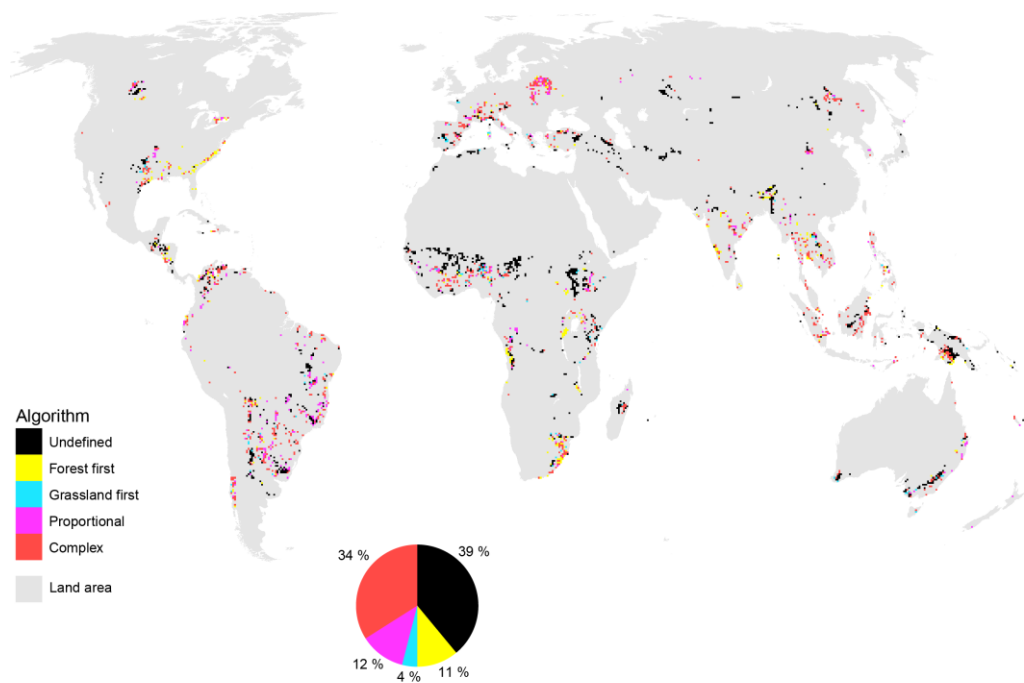 Algorithm
Undefined
Forest first
Grassland first
Proportional
Complex
Land area
34 %
39 %
12 %
4 %
11 %